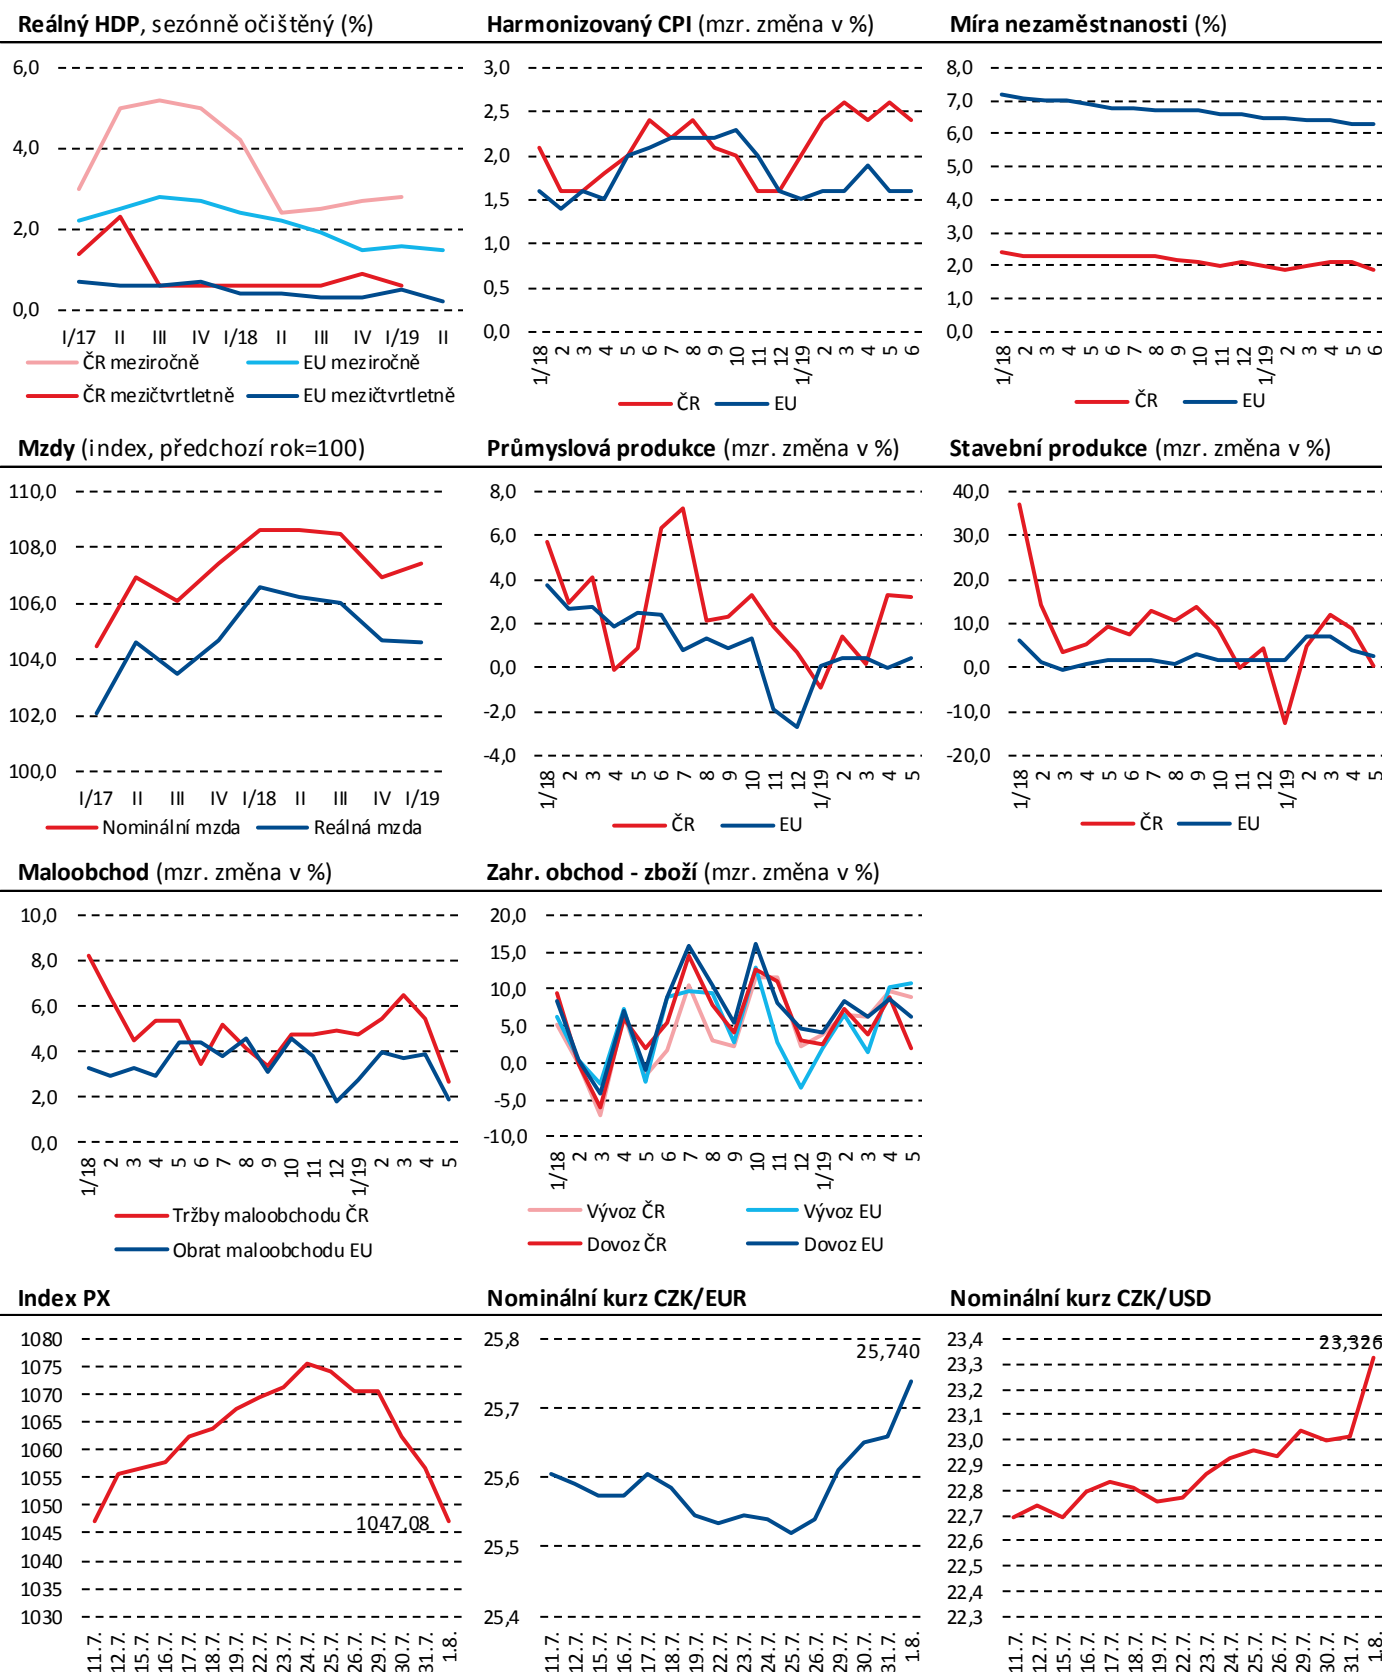 Reálný HDP, sezónně očištěný (%)
6,0
4,0
2,0
0,0
I/17 II III IV I/18 II III IV I/19 II
ČR meziročně EU meziročně
ČR mezičtvrtletně EU mezičtvrtletně
Harmonizovaný CPI (mzr. změna v %)
3,0
2,5
2,0
1,5
1,0
0,5
0,0
1/18 2 3 4 5 6 7 8 9 10 11 12 1/19 2 3 4 5 6
ČR EU
Míra nezaměstnanosti (%)
8,0
7,0
6,0
5,0
4,0
3,0
2,0
1,0
0,0
1/18 2 3 4 5 6 7 8 9 10 11 12 1/19 2 3 4 5 6
ČR EU
Mzdy (index, předchozí rok=100)
110,0
108,0
106,0
104,0
102,0
100,0
I/17 II III IV I/18 II III IV I/19
Nominální mzda Reálná mzda
Průmyslová produkce (mzr. změna v %)
8,0
6,0
4,0
2,0
0,0
-2,0
-4,0
1/18 2 3 4 5 6 7 8 9 10 11 12 1/19 2 3 4 5
ČR EU
Stavební produkce (mzr. změna v %)
40,0
30,0
20,0
10,0
0,0
-10,0
-20,0
1/18 2 3 4 5 6 7 8 9 10 11 12 1/19 2 3 4 5
ČR EU
Maloobchod (mzr. změna v %)
10,0
8,0
6,0
4,0
2,0
0,0
1/18 2 3 4 5 6 7 8 9 10 11 12 1/19 2 3 4 5
Tržby maloobchodu ČR
Obrat maloobchodu EU
Zahr. obchod - zboží (mzr. změna v %)
20,0
15,0
10,0
5,0
0,0
-5,0
-10,0
1/18 2 3 4 5 6 7 8 9 10 11 12 1/19 2 3 4 5
Vývoz ČR Vývoz EU
Dovoz ČR Dovoz EU
Index PX
1080
1075
1070
1065
1060
1055
1050
1045
1040
1035
1030
1047,08
11.7. 12.7. 15.7. 16.7. 17.7. 18.7. 19.7. 22.7. 23.7. 24.7. 25.7. 26.7. 29.7. 30.7. 31.7. 1.8.
Nominální kurz CZK/EUR
25,8
25,7
25,6
25,5
25,4
25,740
11.7. 12.7. 15.7. 16.7. 17.7. 18.7. 19.7. 22.7. 23.7. 24.7. 25.7. 26.7. 29.7. 30.7. 31.7. 1.8.
Nominální kurz CZK/USD
23,4
23,3
23,2
23,1
23,0
22,9
22,8
22,7
22,6
22,5
22,4
22,3
23,326
11.7. 12.7. 15.7. 16.7. 17.7. 18.7. 19.7. 22.7. 23.7. 24.7. 25.7. 26.7. 29.7. 30.7. 31.7. 1.8.